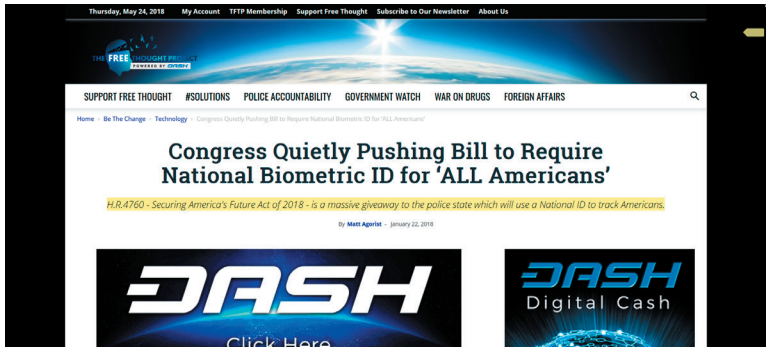 Thursday, May 24, 2018 My Account TFTP Membership Support Free Thought Subscribe to Our Newsletter About Us
THE FREE THOUGHT PROJECT
POWERED BY DASH
SUPPORT FREE THOUGHT #SOLUTIONS POLICE ACCOUNTABILITY GOVERNMENT WATCH WAR ON DRUGS FOREIGN AFFAIRS
Home › Be The Change › Technology › Congress Quietly Pushing Bill to Require National Biometric ID for 'ALL Americans'
Congress Quietly Pushing Bill to Require
National Biometric ID for ‘ALL Americans’
H.R.4760 - Securing America's Future Act of 2018 - is a massive giveaway to the police state which will use a National ID to track Americans.
By Matt Agorist - January 22, 2018
DASH
Click Here
DASH
Digital Cash